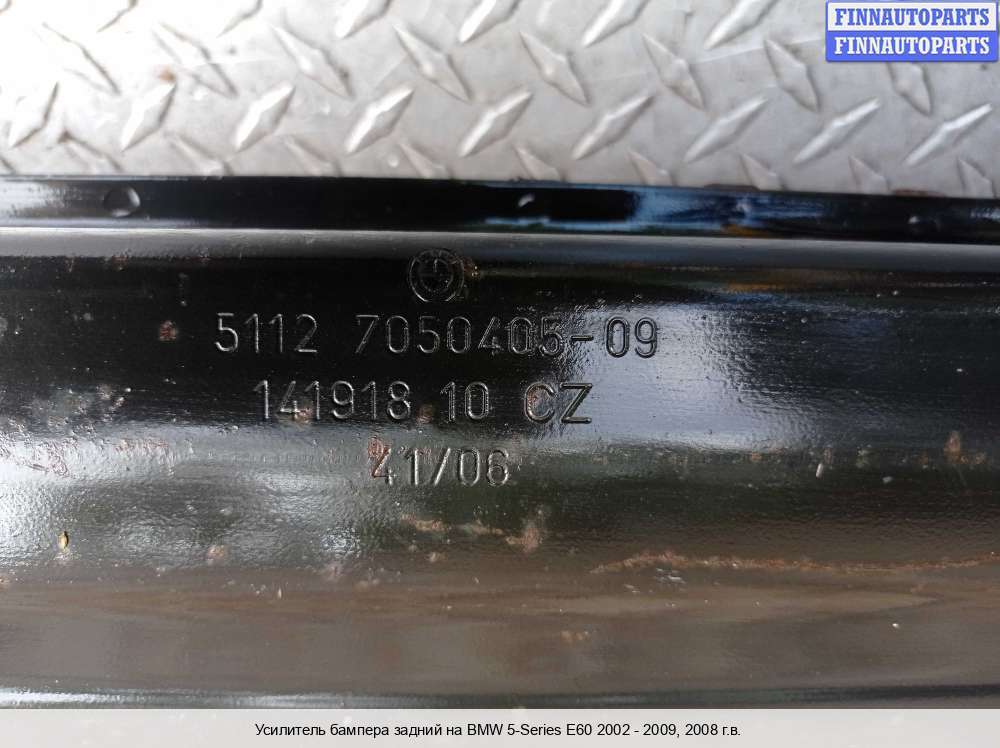 FINNAUTOPARTS
FINNAUTOPARTS
5112 7050405-09
141918 10 CZ
41/06
Усилитель бампера задний на BMW 5-Series E60 2002 - 2009, 2008 г.в.